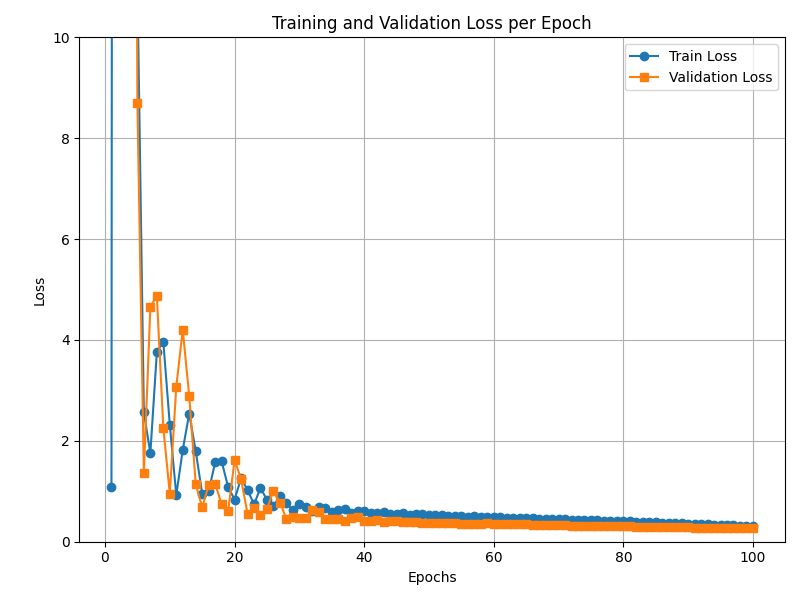 Training and Validation Loss per Epoch
Train Loss
Validation Loss
Loss
10
8
6
4
2
0
0 20 40 60 80 100
Epochs